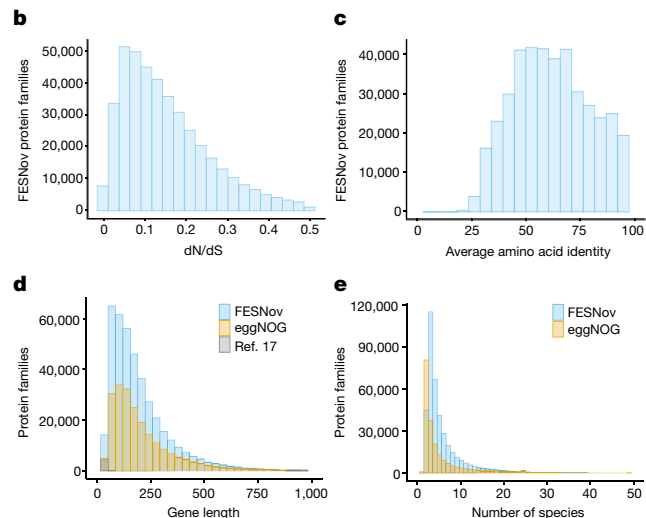 b
FESNov protein families
50,000
40,000
30,000
20,000
10,000
0
0 0.1 0.2 0.3 0.4 0.5
dN/dS
c
FESNov protein families
40,000
30,000
20,000
10,000
0
0 25 50 75 100
Average amino acid identity
d
Protein families
60,000
40,000
20,000
0
0 250 500 750 1,000
Gene length
FESNov
eggNOG
Ref. 17
e
Protein families
120,000
90,000
60,000
30,000
0
0 10 20 30 40 50
Number of species
FESNov
eggNOG